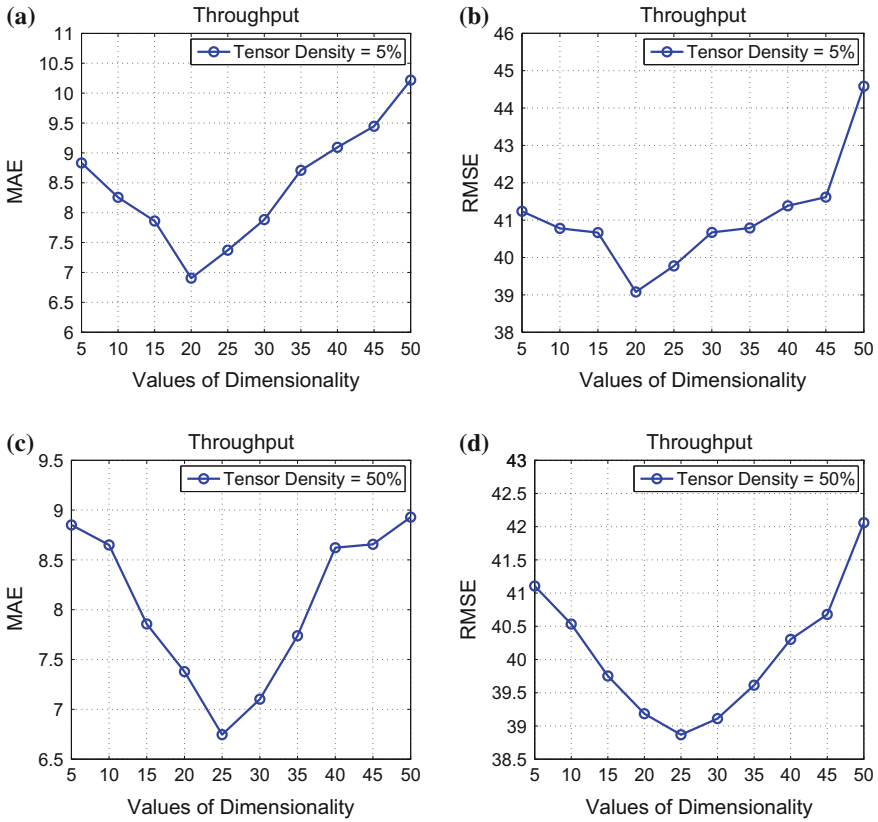 (a)
Throughput
Tensor Density = 5%
MAE
11
10.5
10
9.5
9
8.5
8
7.5
7
6.5
6
5 10 15 20 25 30 35 40 45 50
Values of Dimensionality
(b)
Throughput
Tensor Density = 5%
RMSE
46
45
44
43
42
41
40
39
38
5 10 15 20 25 30 35 40 45 50
Values of Dimensionality
(c)
Throughput
Tensor Density = 50%
MAE
9.5
9
8.5
8
7.5
7
6.5
5 10 15 20 25 30 35 40 45 50
Values of Dimensionality
(d)
Throughput
Tensor Density = 50%
RMSE
43
42.5
42
41.5
41
40.5
40
39.5
39
38.5
5 10 15 20 25 30 35 40 45 50
Values of Dimensionality